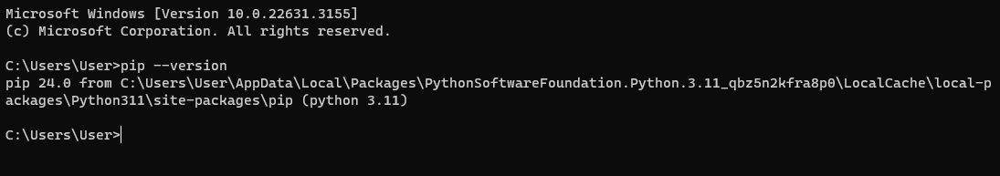 Microsoft Windows [Version 10.0.22631.3155]
(c) Microsoft Corporation. All rights reserved.
C:\Users\User>pip --version
pip 24.0 from C:\Users\User\AppData\Local\Packages\PythonSoftwareFoundation.Python.3.11_qbz5n2kfra8p0\LocalCache\local-p
ackages\Python311\site-packages\pip (python 3.11)
C:\Users\User>